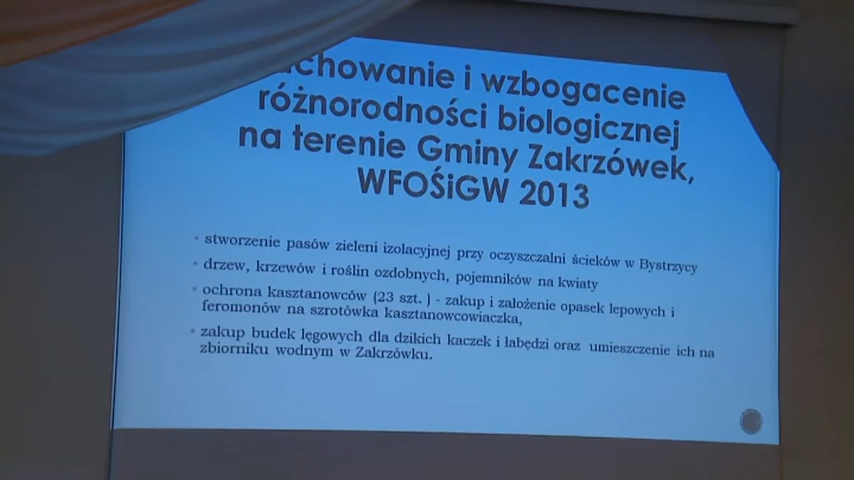 achowanie i wzbogacenie
różnorodności biologicznej
na terenie Gminy Zakrzówek,
WFOŚiGW 2013
stworzenie pasów zieleni izolacyjnej przy oczyszczalni ścieków w Bystrzycy
drzew, krzewów i roślin ozdobnych, pojemników na kwiaty
ochrona kasztanowców (23 szt. ) - zakup i założenie opasek lepowych i
feromonów na szrotówka kasztanowcowiaczka,
zakup budek lęgowych dla dzikich kaczek i łabędzi oraz umieszczenie ich na
zbiorniku wodnym w Zakrzówku.